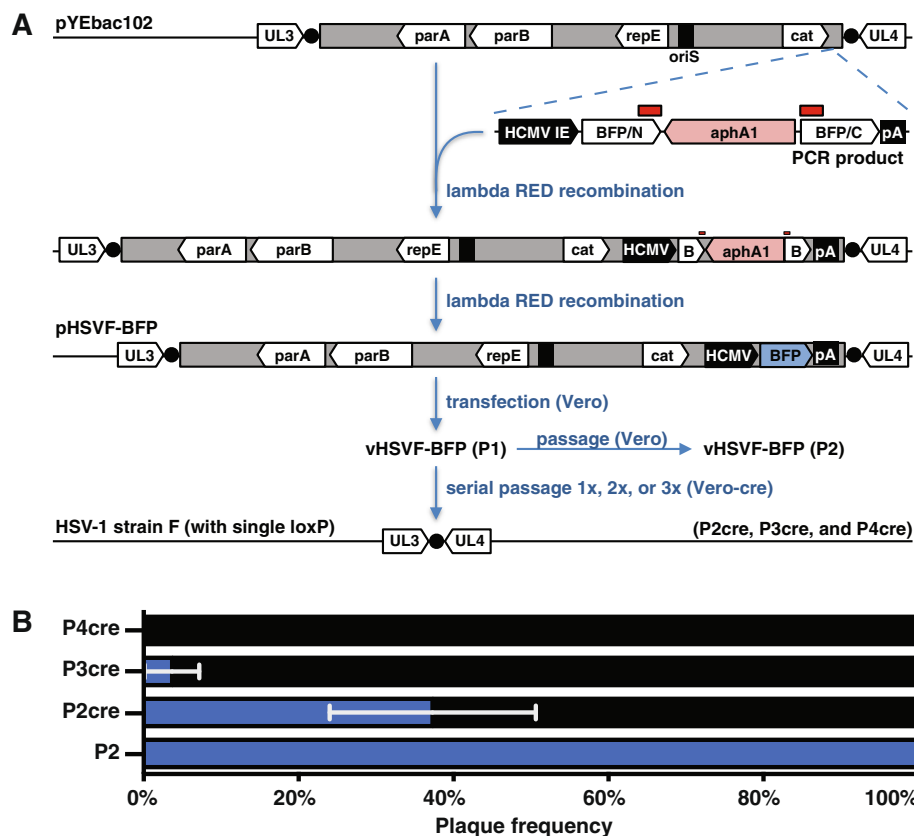 A
pYEbac102
UL3 parA parB repE cat UL4
oriS
HCMV IE BFP/N aphA1 BFP/C pA
PCR product
lambda RED recombination
UL3 parA parB repE cat HCMV B aphA1 B pA UL4
lambda RED recombination
pHSVF-BFP
UL3 parA parB repE cat HCMV BFP pA UL4
transfection (Vero)
vHSVF-BFP (P1) passage (Vero) vHSVF-BFP (P2)
serial passage 1x, 2x, or 3x (Vero-cre)
HSV-1 strain F (with single loxP) (P2cre, P3cre, and P4cre)
UL3 UL4
B
P4cre
P3cre
P2cre
P2
0% 20% 40% 60% 80% 100%
Plaque frequency